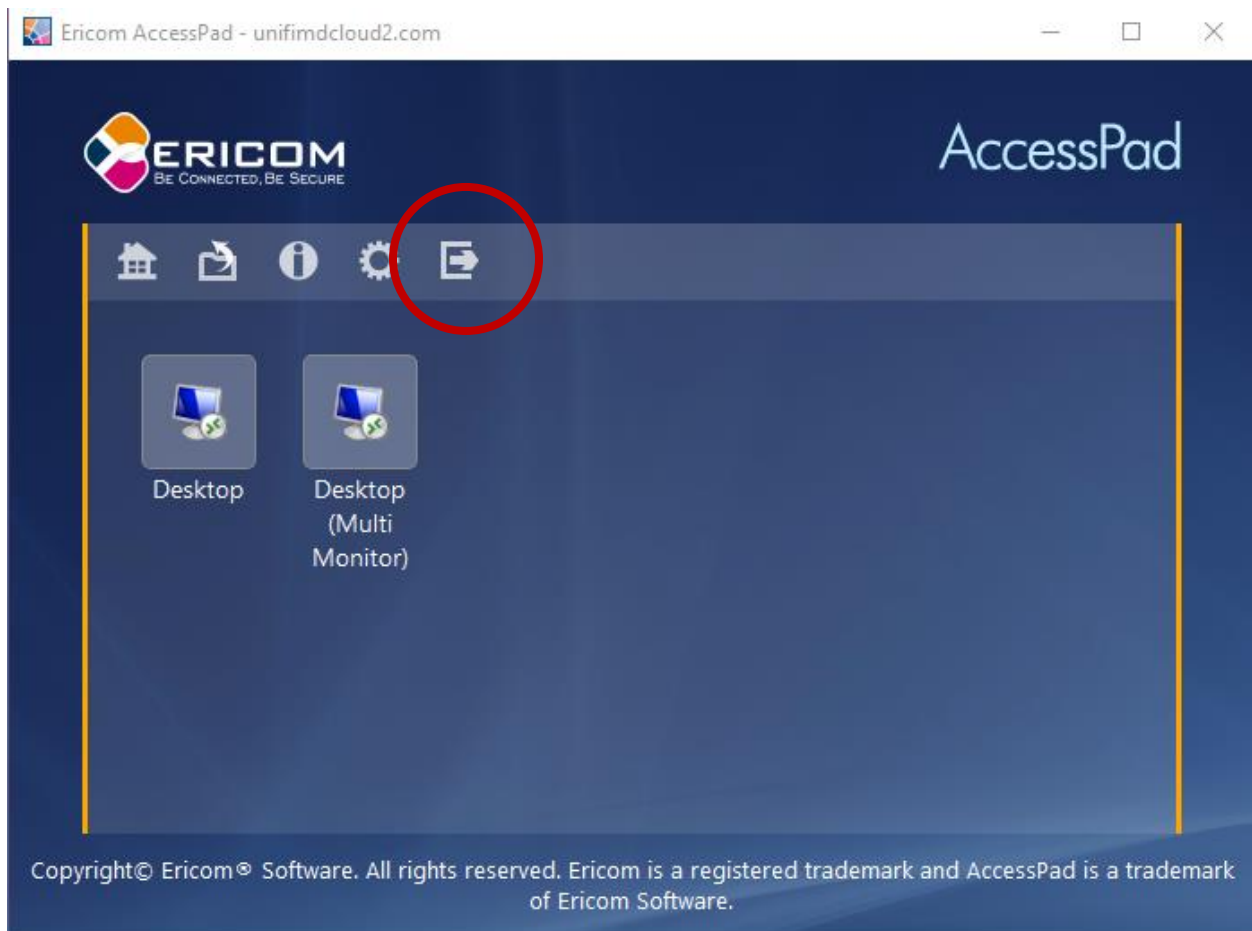 Ericom AccessPad - unifimdcloud2.com
ERICOM
BE CONNECTED, BE SECURE
AccessPad
Desktop
Desktop
(Multi
Monitor)
Copyright© Ericom® Software. All rights reserved. Ericom is a registered trademark and AccessPad is a trademark
of Ericom Software.